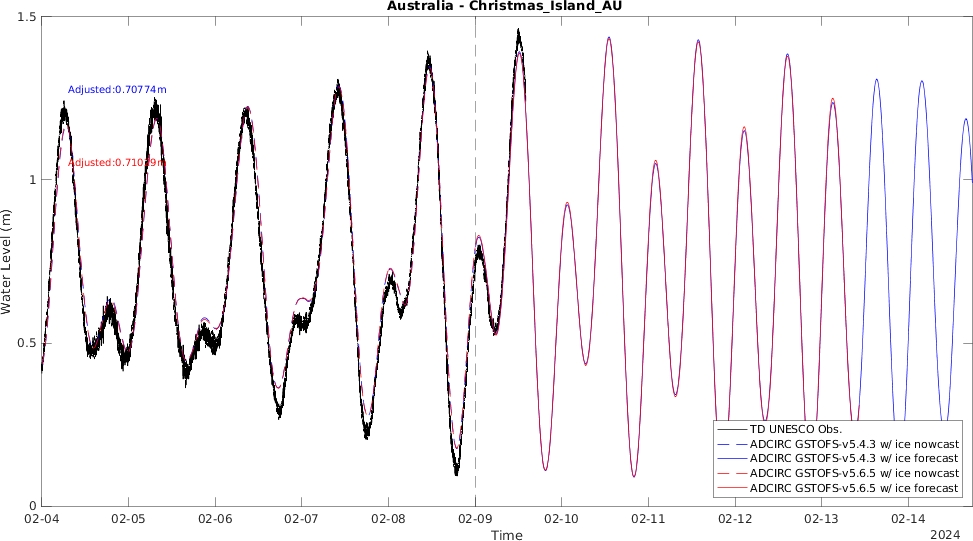 Australia - Christmas_Island_AU
1.5
Adjusted:0.70774m
Adjusted:0.71039m
1
Water Level (m)
0.5
TD UNESCO Obs.
ADCIRC GSTOFS-v5.4.3 w/ ice nowcast
ADCIRC GSTOFS-v5.4.3 w/ ice forecast
ADCIRC GSTOFS-v5.6.5 w/ ice nowcast
ADCIRC GSTOFS-v5.6.5 w/ ice forecast
0
02-04 02-05 02-06 02-07 02-08 02-09 02-10 02-11 02-12 02-13 02-14
Time
2024